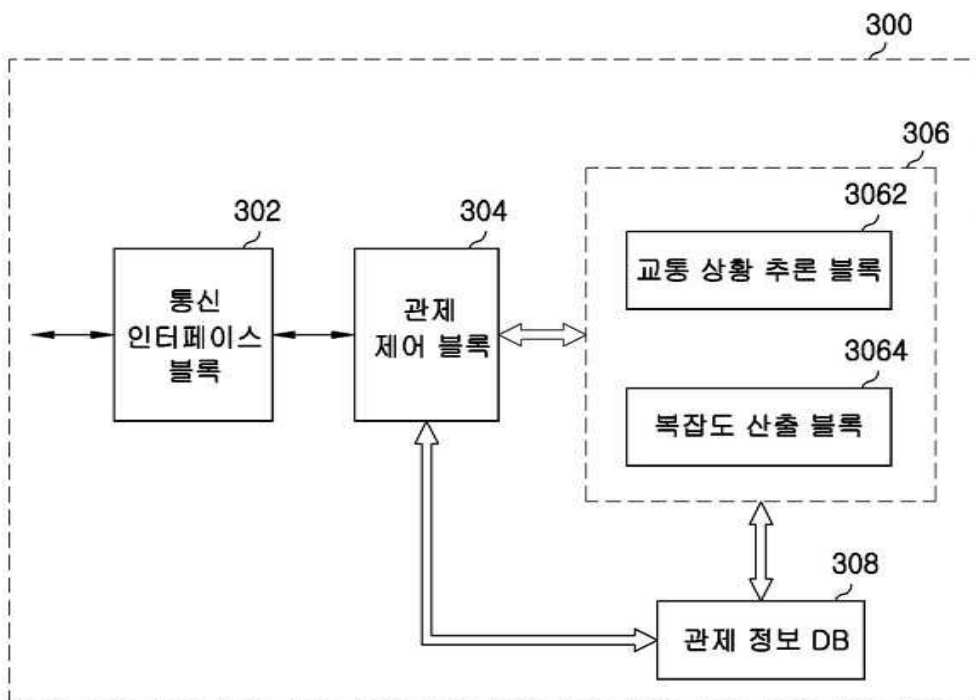 300
306
302
304
3062
교통 상황 추론 블록
통신
인터페이스
블록
관제
제어 블록
3064
복잡도 산출 블록
308
관제 정보 DB